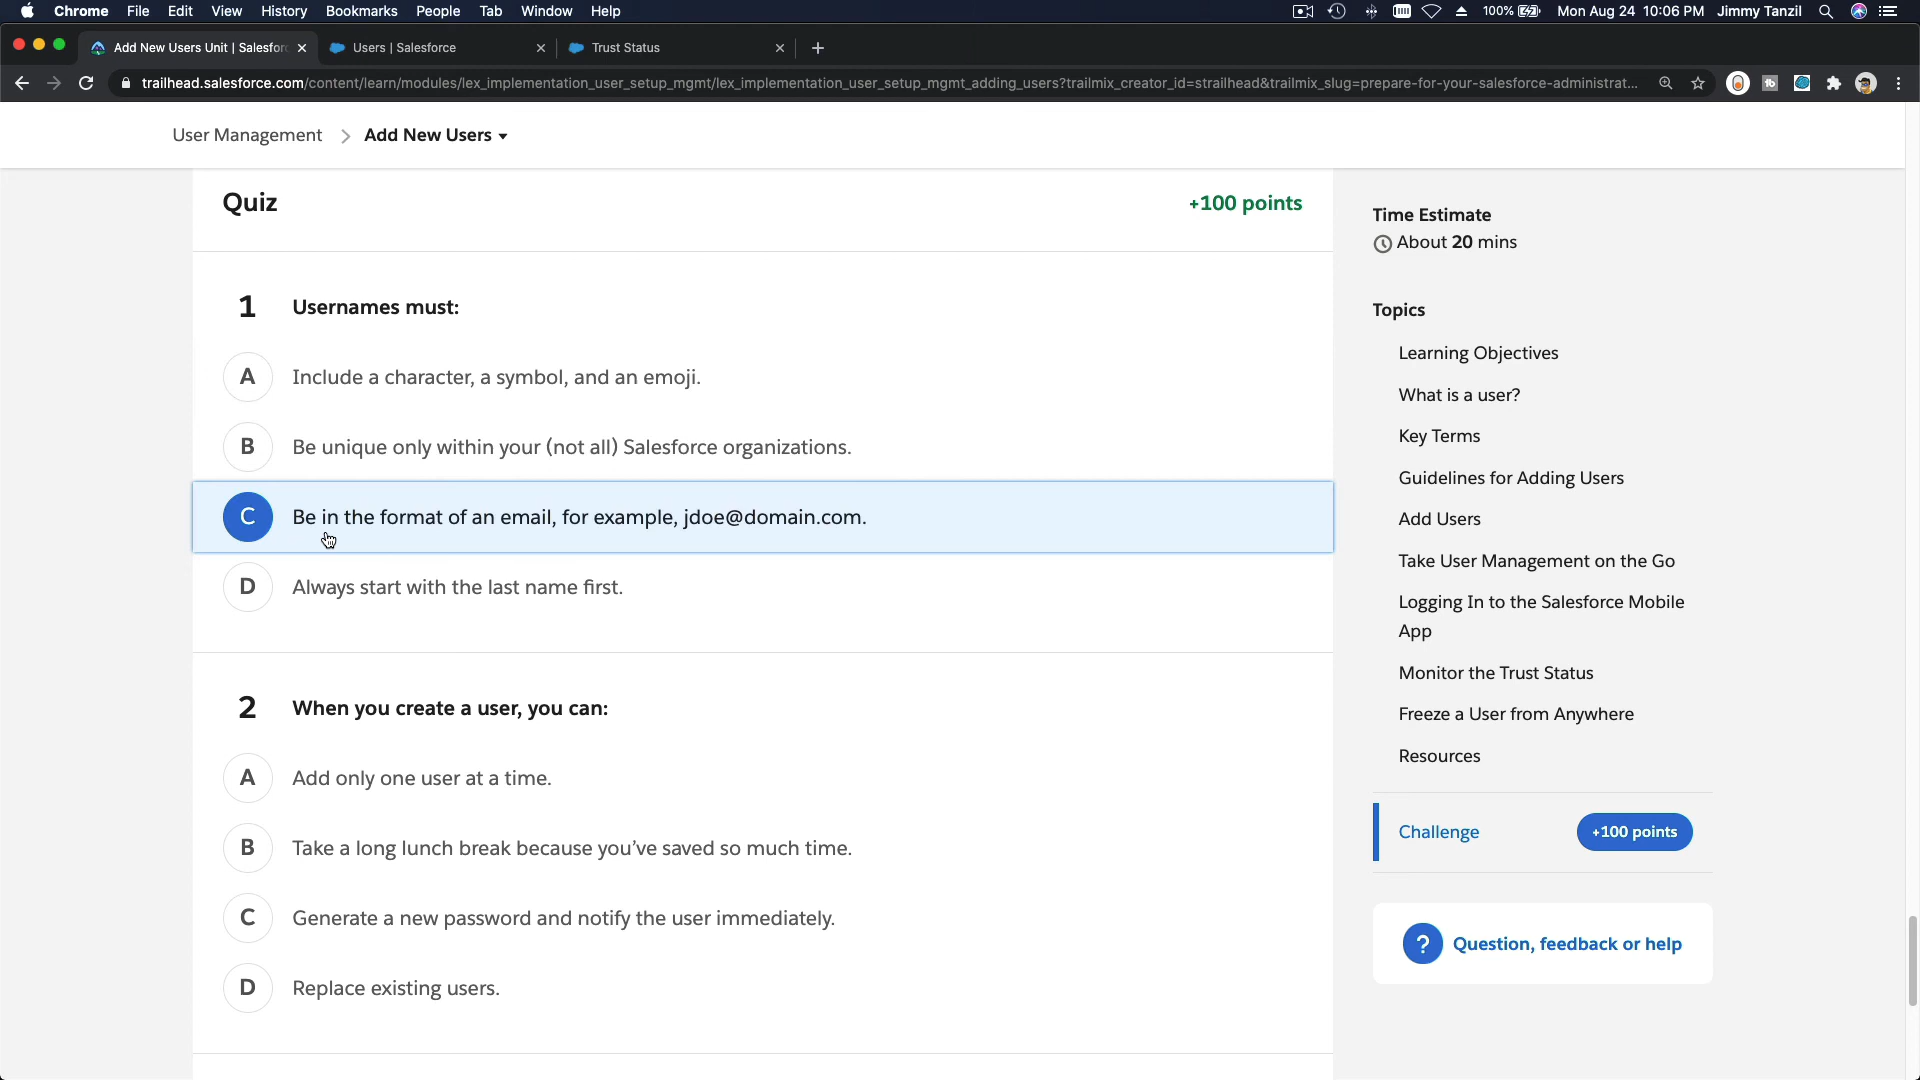 Chrome File Edit View History Bookmarks People Tab Window Help 100% Mon Aug 24 10:06 PM Jimmy Tanzil
Add New Users Unit | Salesforc Users | Salesforce Trust Status
trailhead.salesforce.com/content/learn/modules/lex_implementation_user_setup_mgmt/lex_implementation_user_setup_mgmt_adding_users?trailmix_creator_id=strailhead&trailmix_slug=prepare-for-your-salesforce-administrat...
User Management > Add New Users
Quiz +100 points
1 Usernames must:
A Include a character, a symbol, and an emoji.
B Be unique only within your (not all) Salesforce organizations.
C Be in the format of an email, for example, jdoe@domain.com.
D Always start with the last name first.
2 When you create a user, you can:
A Add only one user at a time.
B Take a long lunch break because you’ve saved so much time.
C Generate a new password and notify the user immediately.
D Replace existing users.
Time Estimate
About 20 mins
Topics
Learning Objectives
What is a user?
Key Terms
Guidelines for Adding Users
Add Users
Take User Management on the Go
Logging In to the Salesforce Mobile
App
Monitor the Trust Status
Freeze a User from Anywhere
Resources
Challenge +100 points
? Question, feedback or help